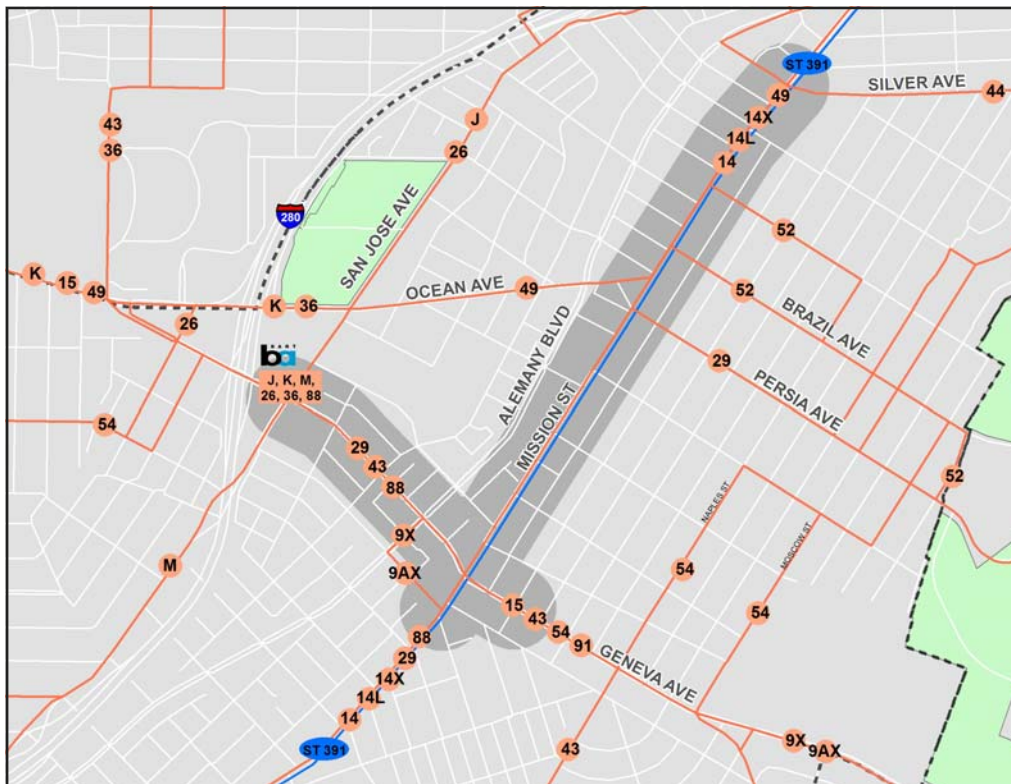 ST 391
SILVER AVE
44
49
14X
14L
14
J
26
43
36
280
SAN JOSE AVE
52
K
15
49
K
36
OCEAN AVE
49
52
BRAZIL AVE
26
BART
ba
J, K, M,
26, 36, 88
ALEMANY BLVD
29
PERSIA AVE
54
MISSION ST
29
43
88
52
NAPLES ST
MOSCOW ST
9X
9AX
M
54
15
43
54
91
54
88
29
14X
14L
14
GENEVA AVE
ST 391
43
9X
9AX